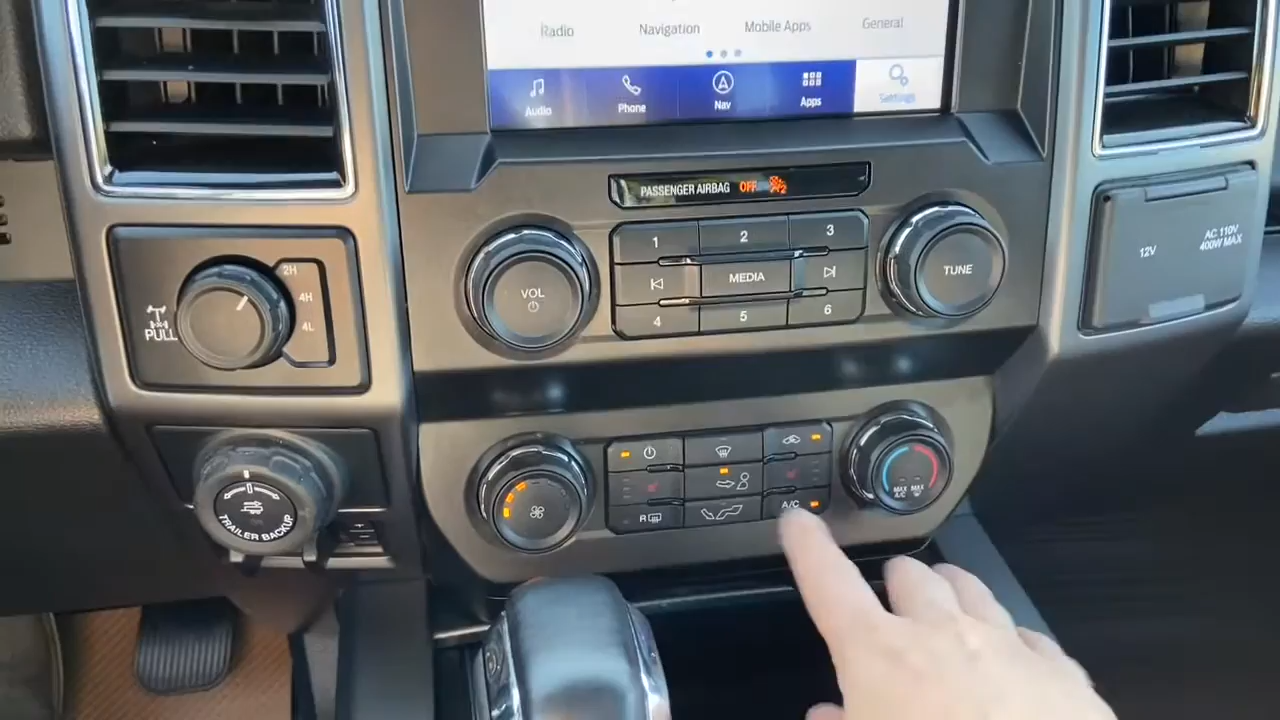 Radio Navigation Mobile Apps General
Audio Phone Nav Apps Settings
PASSENGER AIRBAG OFF
1 2 3
VOL MEDIA TUNE
4 5 6
2H
4H
4L
PULL
12V
AC 110V
400W MAX
TRAILER BACKUP
R
A/C
MAX
A/C
MAX